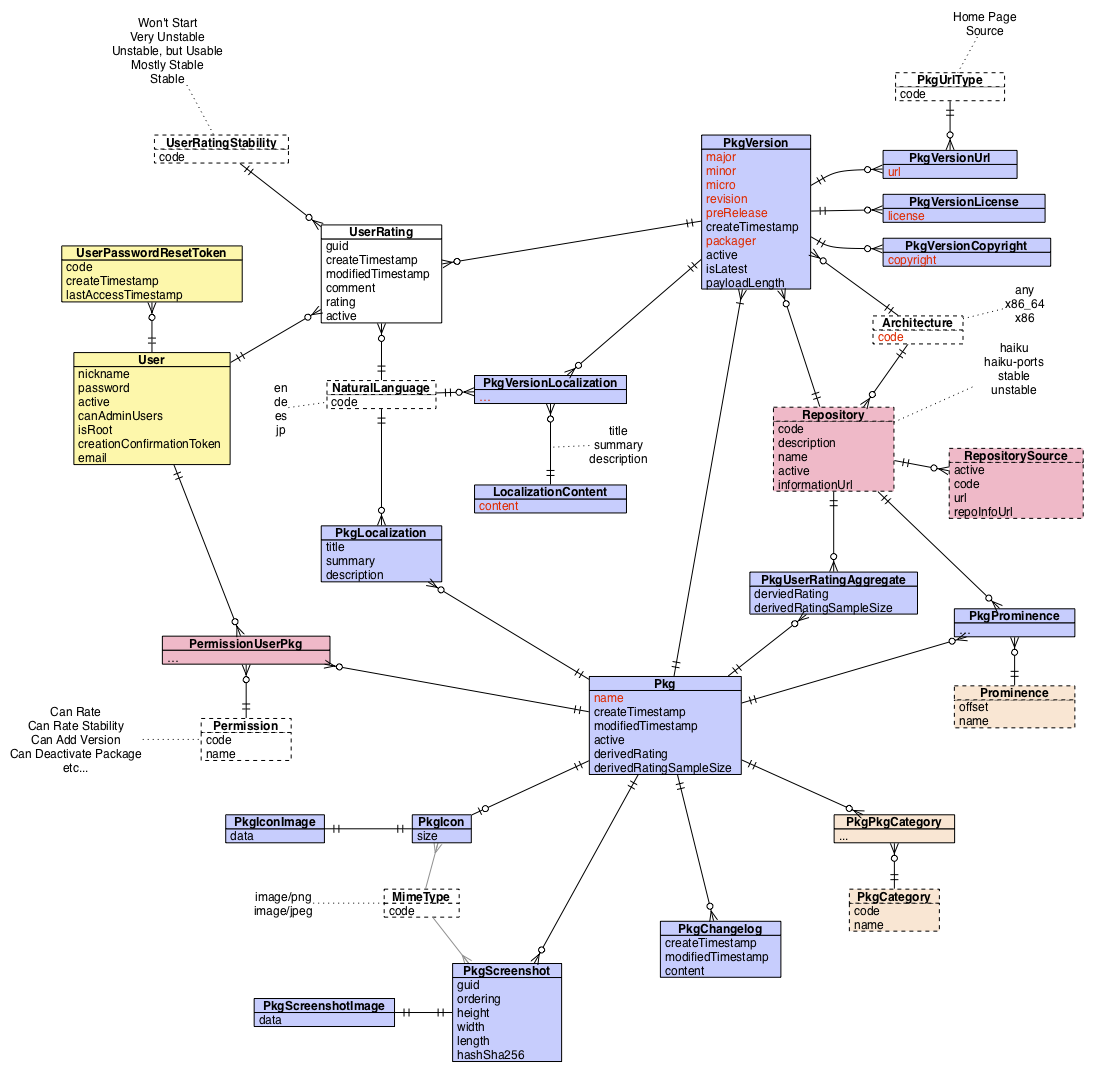 Won't Start
Very Unstable
Unstable, but Usable
Mostly Stable
Stable
Home Page
Source
PkgUrlType
code
UserRatingStability
code
PkgVersion
major
minor
micro
revision
preRelease
createTimestamp
packager
active
isLatest
payloadLength
PkgVersionUrl
url
PkgVersionLicense
license
PkgVersionCopyright
copyright
UserRating
guid
createTimestamp
modifiedTimestamp
comment
rating
active
UserPasswordResetToken
code
createTimestamp
lastAccessTimestamp
any
x86_64
x86
Architecture
code
haiku
haiku-ports
stable
unstable
User
nickname
password
active
canAdminUsers
isRoot
creationConfirmationToken
email
en
de
es
jp
NaturalLanguage
code
PkgVersionLocalization
...
title
summary
description
LocalizationContent
content
Repository
code
description
name
active
informationUrl
RepositorySource
active
code
url
repoInfoUrl
PkgLocalization
title
summary
description
PkgUserRatingAggregate
derviedRating
derivedRatingSampleSize
PkgProminence
...
PermissionUserPkg
...
Prominence
offset
name
Pkg
name
createTimestamp
modifiedTimestamp
active
derivedRating
derivedRatingSampleSize
Can Rate
Can Rate Stability
Can Add Version
Can Deactivate Package
etc...
Permission
code
name
PkgIconImage
data
PkgIcon
size
PkgPkgCategory
...
image/png
image/jpeg
MimeType
code
PkgCategory
code
name
PkgChangelog
createTimestamp
modifiedTimestamp
content
PkgScreenshot
guid
ordering
height
width
length
hashSha256
PkgScreenshotImage
data